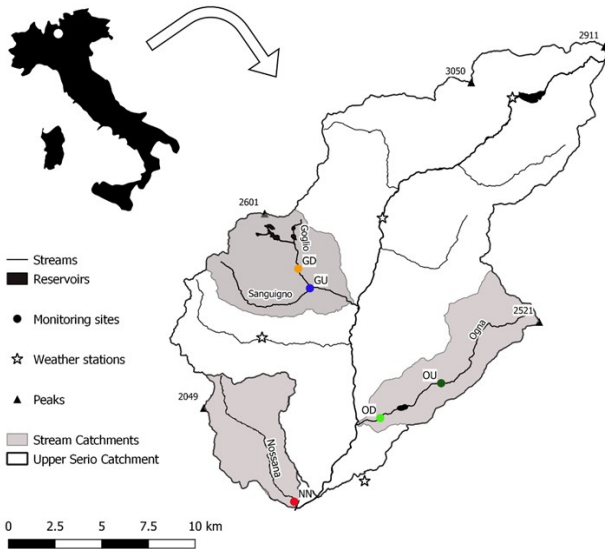 2911
3050
2601
Goglio
GD
GU
Sanguigno
2521
Ogna
OU
OD
2049
Nossana
NN
Streams
Reservoirs
Monitoring sites
Weather stations
Peaks
Stream Catchments
Upper Serio Catchment
0 2.5 5 7.5 10 km